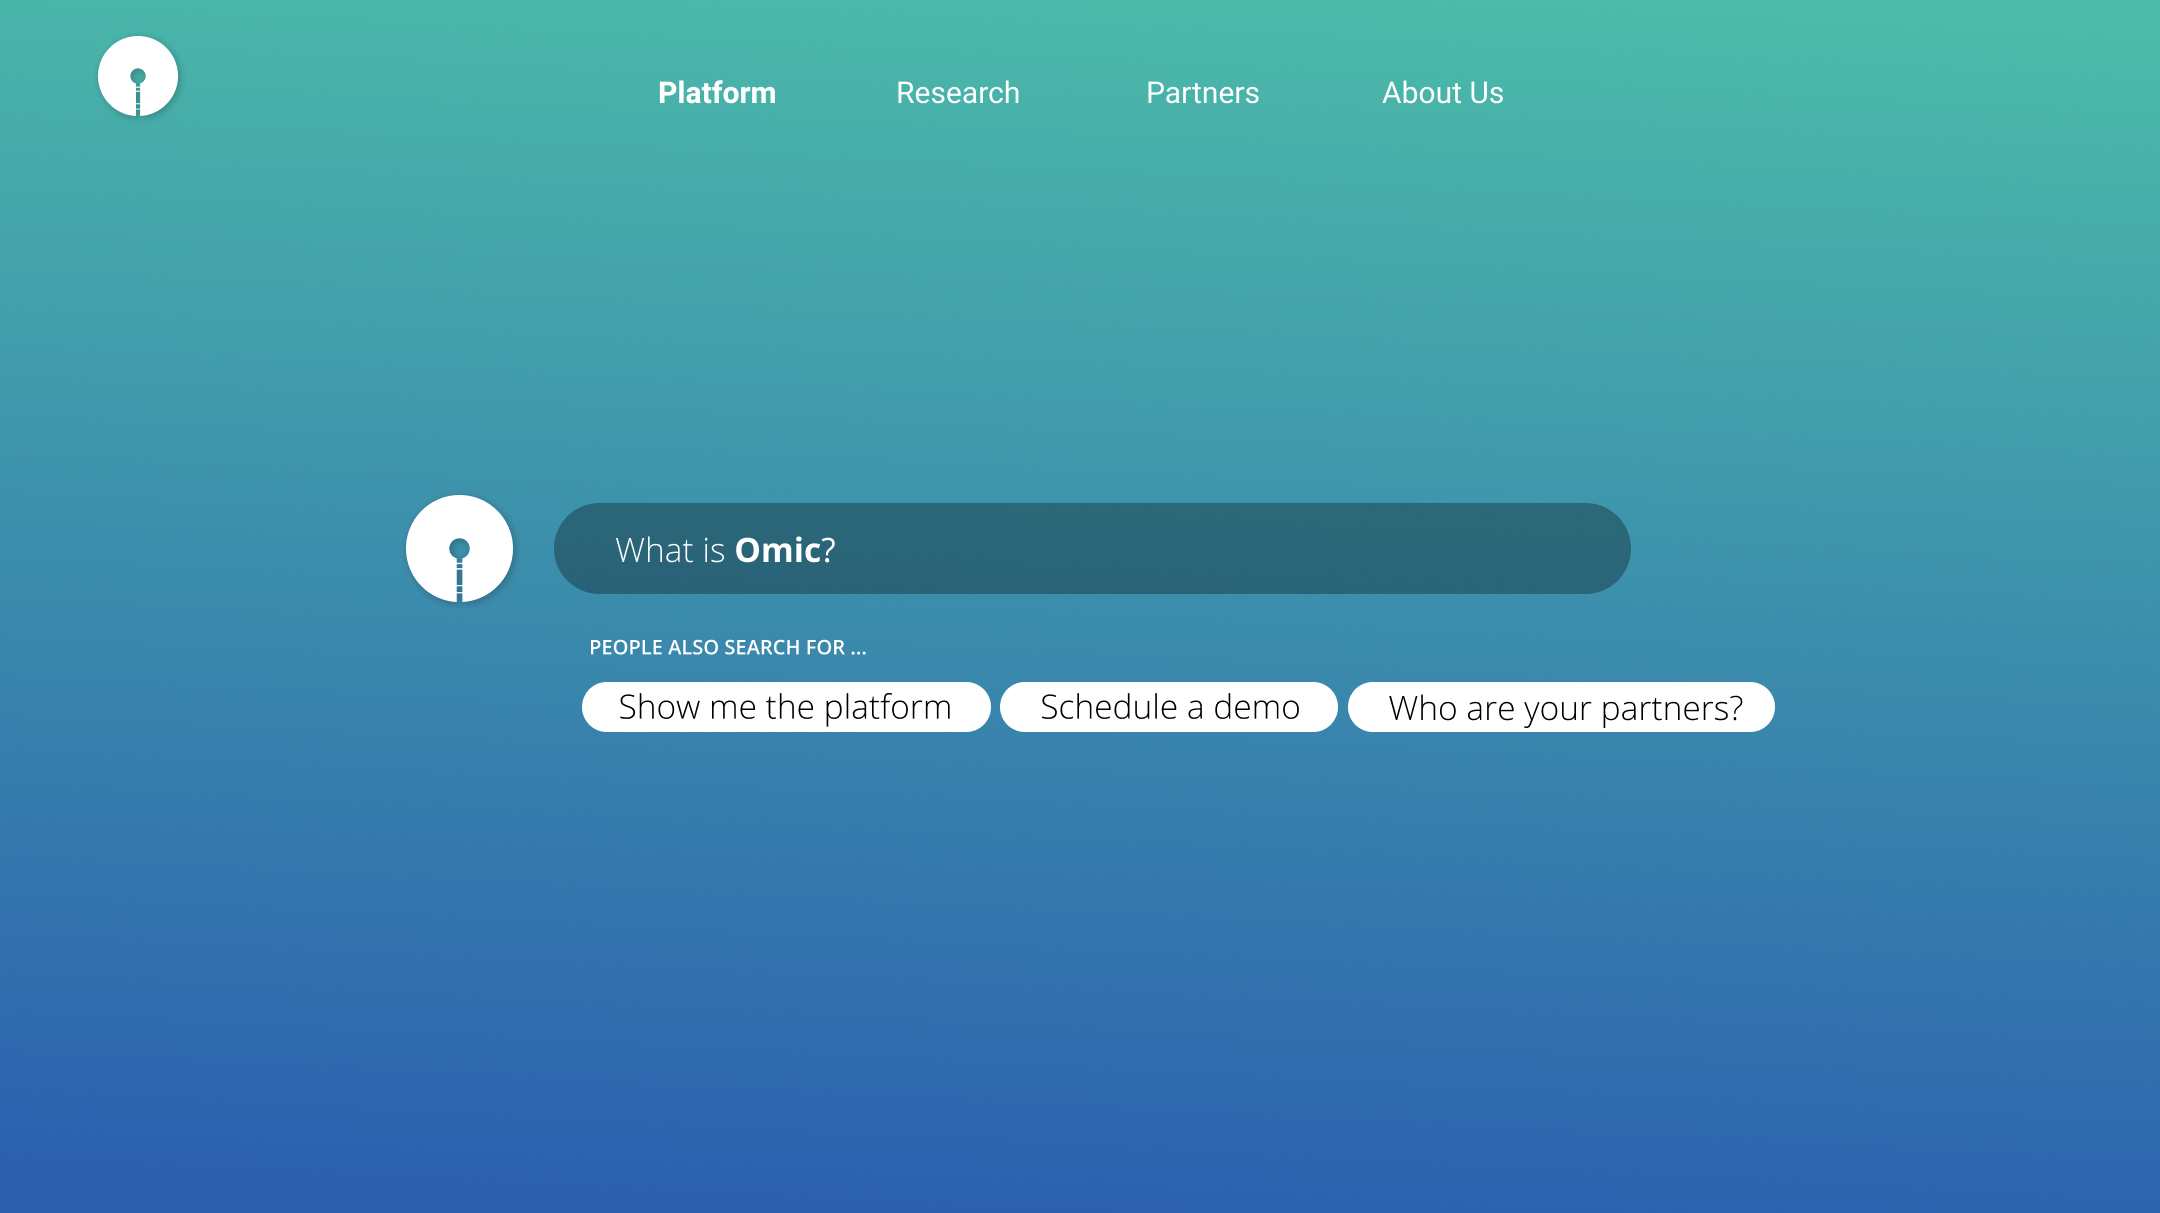 Platform Research Partners About Us
What is Omic?
PEOPLE ALSO SEARCH FOR ...
Show me the platform Schedule a demo Who are your partners?